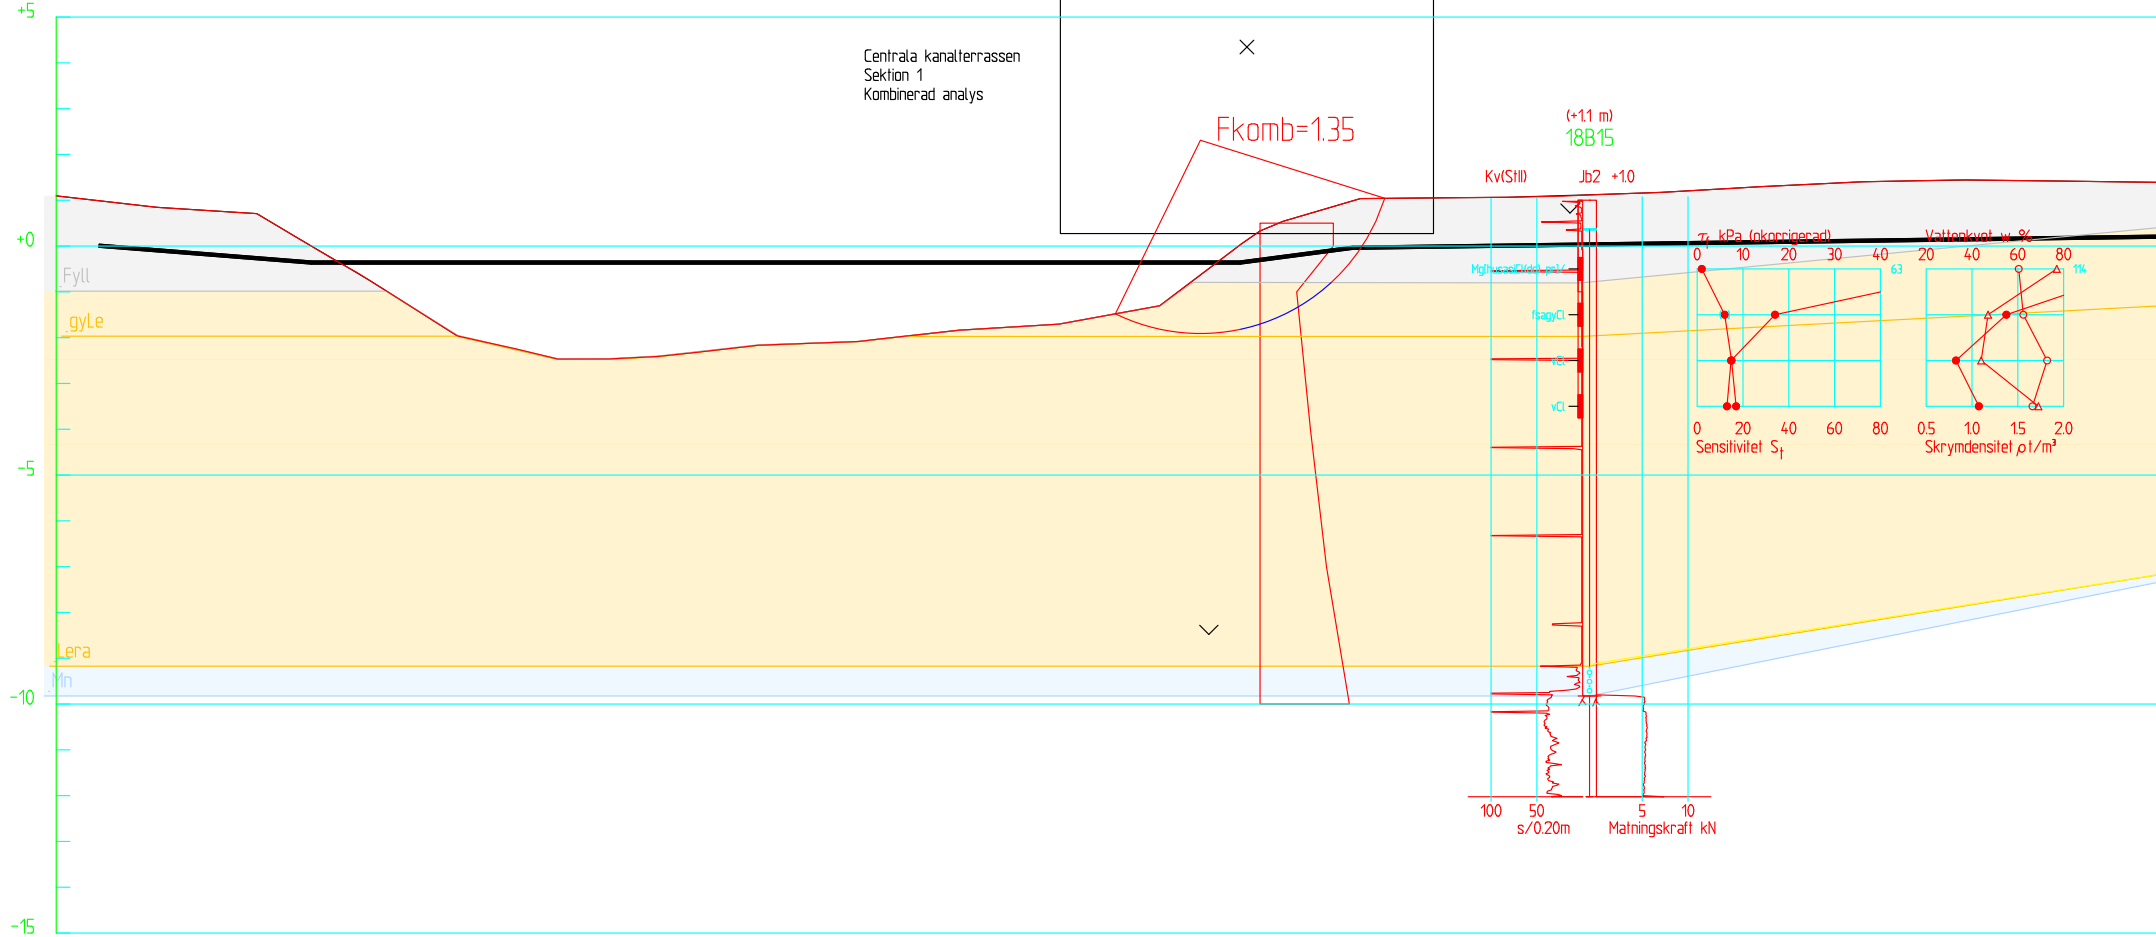 +5
Centrala kanalterrassen
Sektion 1
Kombinerad analys
Fkomb=1.35
(+1.1 m)
18B15
Kv(StII) Jb2 +1.0
+0
τf kPa (okorrigerad) Vattenkvot w %
0 10 20 30 40 20 40 60 80
Fyll
63 114
gyLe
fsagyCl
vCl
vCl
0 20 40 60 80 0.5 1.0 1.5 2.0
Sensitivitet St Skrymdensitet ρ t/m³
-5
Lera
Mn
-10
100 50 5 10
s/0.20m Matningskraft kN
-15